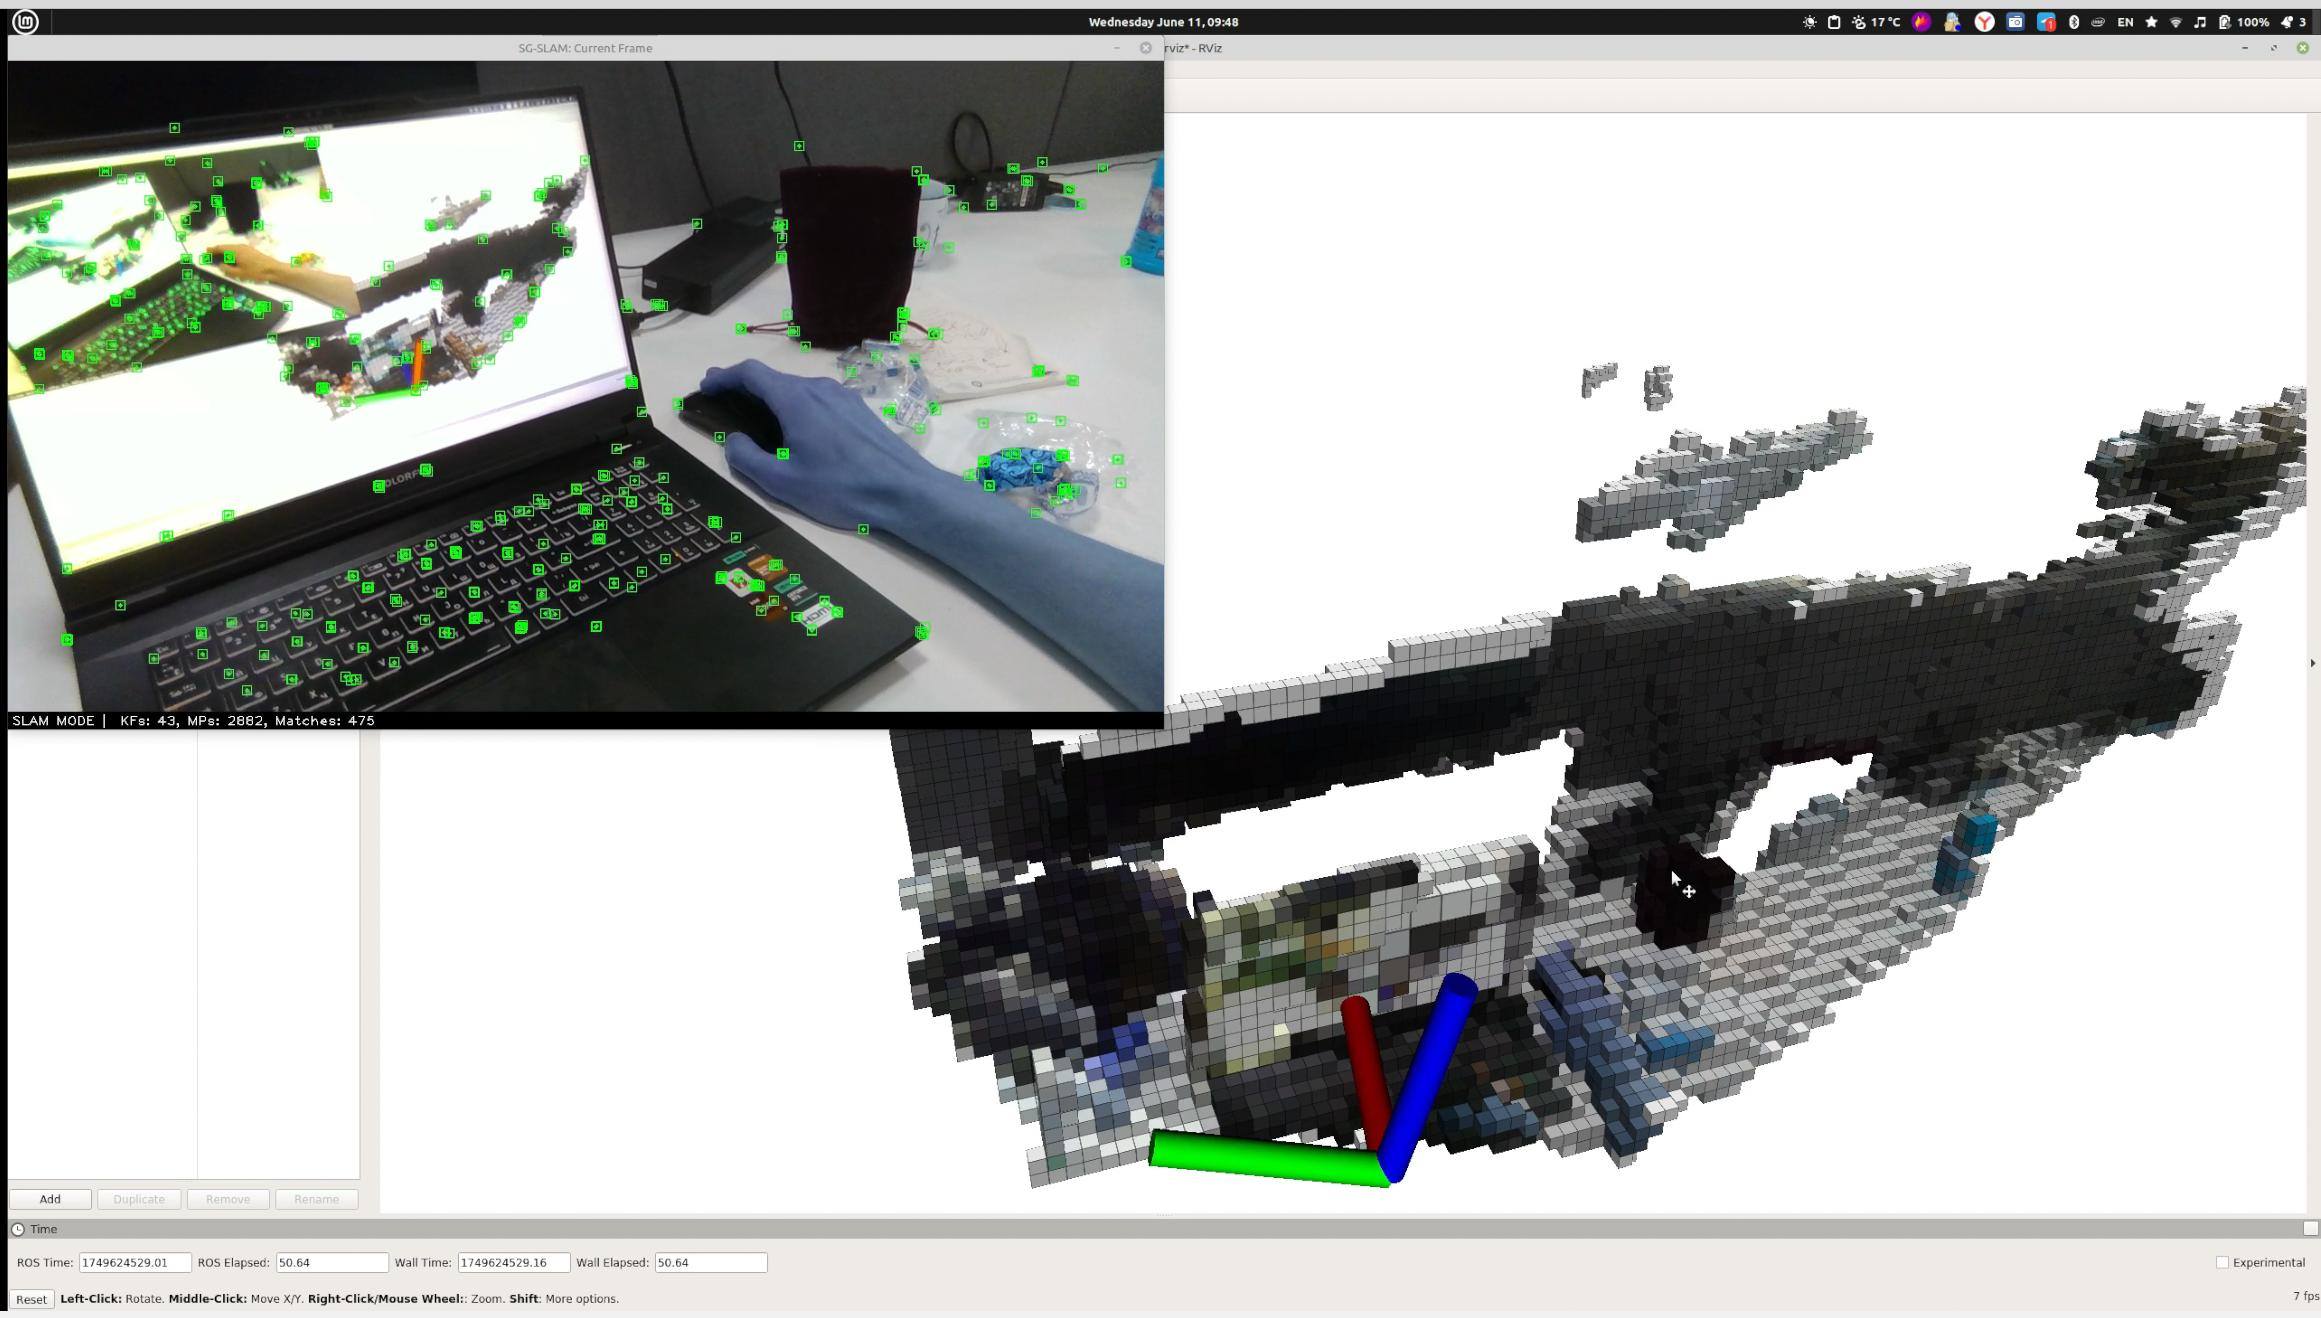 Wednesday June 11, 09:48
17 °C
1
EN
100%
3
SG-SLAM: Current Frame
rviz* - RViz
SLAM MODE | KFs: 43, MPs: 2882, Matches: 475
Add
Duplicate
Remove
Rename
Time
ROS Time: 1749624529.01 ROS Elapsed: 50.64 Wall Time: 1749624529.16 Wall Elapsed: 50.64
Experimental
Reset Left-Click: Rotate. Middle-Click: Move X/Y. Right-Click/Mouse Wheel:: Zoom. Shift: More options.
7 fps